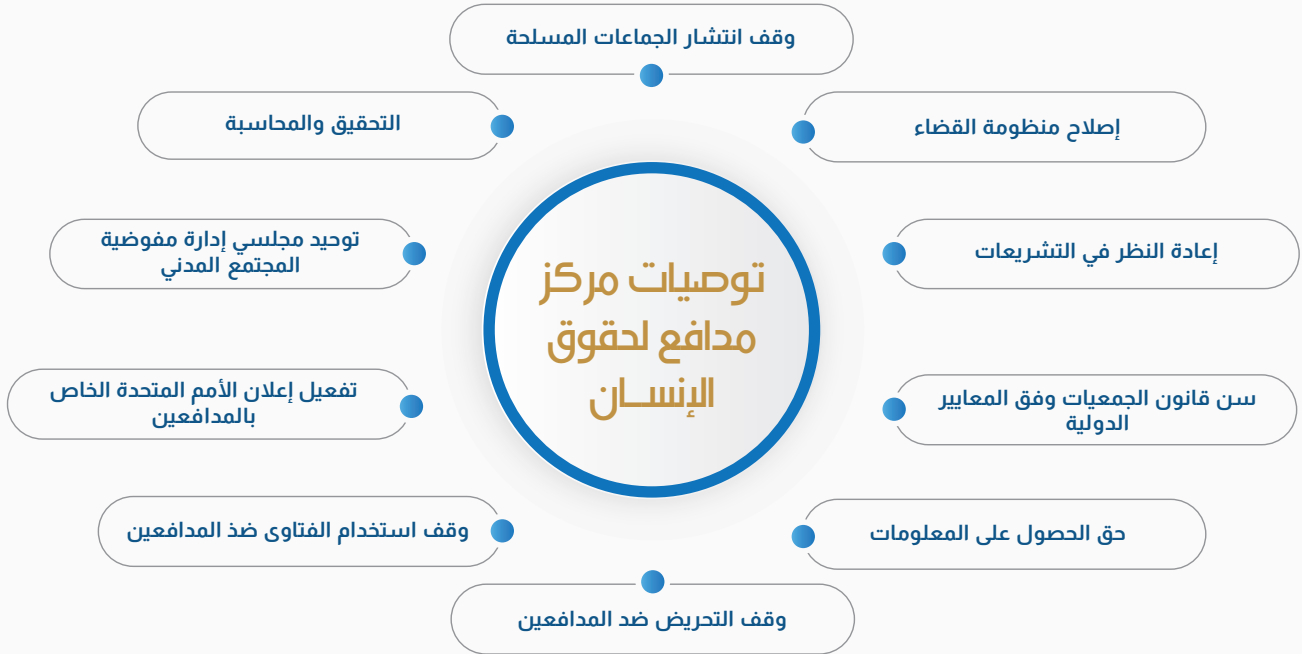 وقف انتشار الجماعات المسلحة
إصلاح منظومة القضاء
التحقيق والمحاسبة
إعادة النظر في التشريعات
توحيد مجلسي إدارة مفوضية
المجتمع المدني
توصيات مركز
مدافع لحقوق
الإنســان
سن قانون الجمعيات وفق المعايير
الدولية
تفعيل إعلان الأمم المتحدة الخاص
بالمدافعين
حق الحصول على المعلومات
وقف استخدام الفتاوى ضد المدافعين
وقف التحريض ضد المدافعين